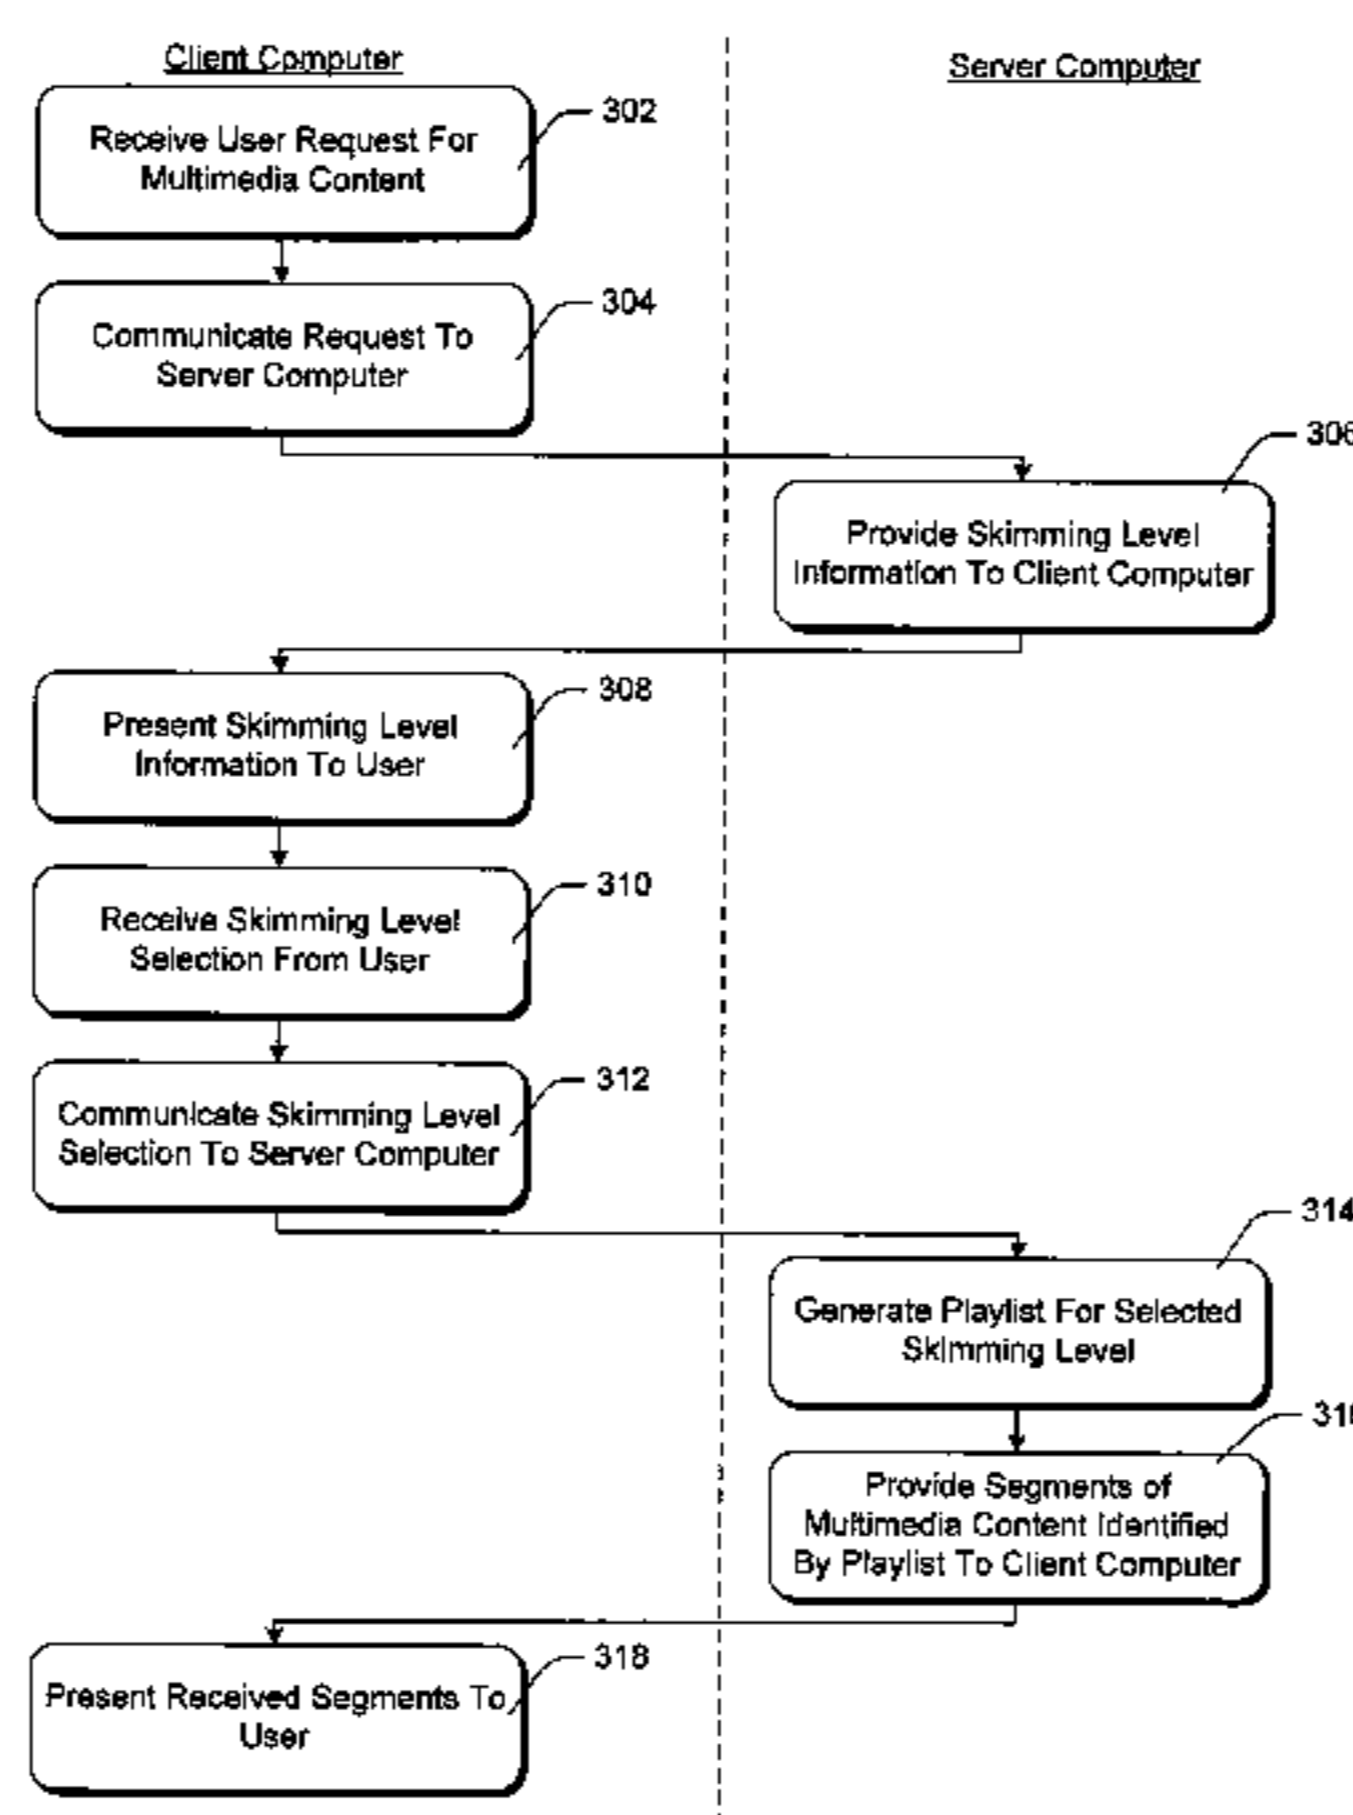 Client Computer
Server Computer
Receive User Request For
Multimedia Content
302
Communicate Request To
Server Computer
304
306
Provide Skimming Level
Information To Client Computer
Present Skimming Level
Information To User
308
Receive Skimming Level
Selection From User
310
Communicate Skimming Level
Selection To Server Computer
312
314
Generate Playlist For Selected
Skimming Level
316
Provide Segments of
Multimedia Content Identified
By Playlist To Client Computer
Present Received Segments To
User
318